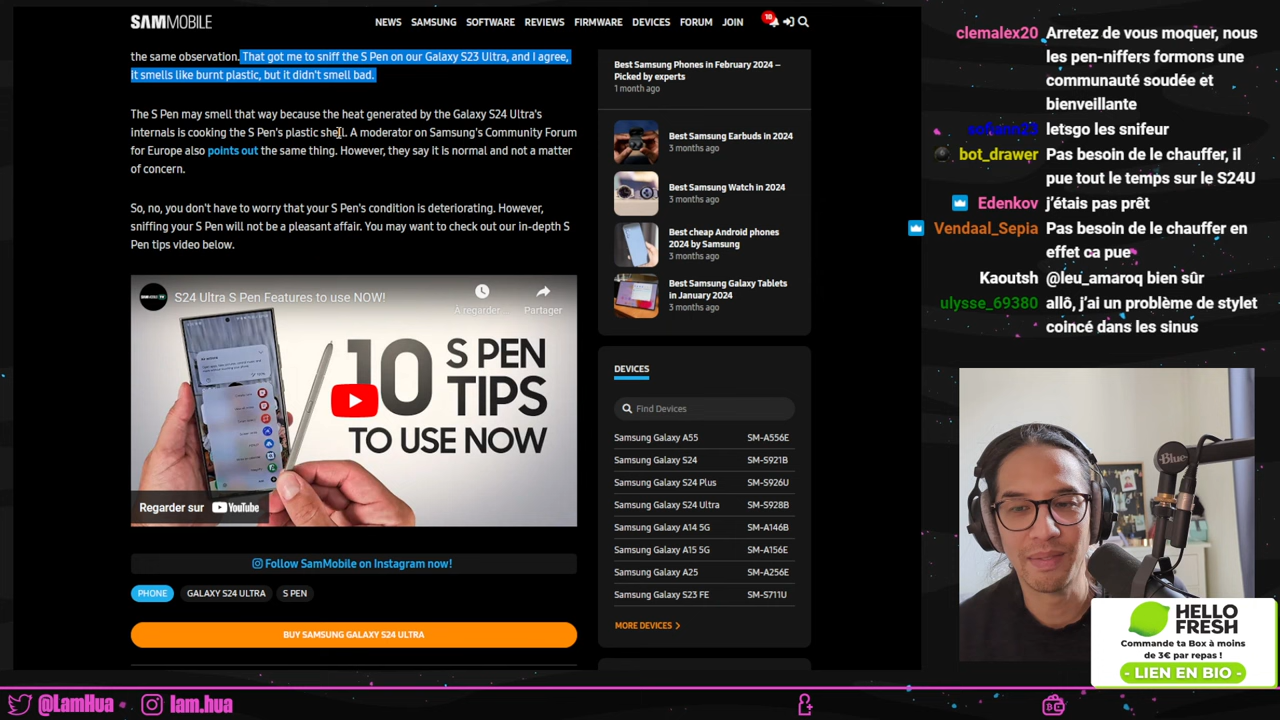 SAMMOBILE
NEWS SAMSUNG SOFTWARE REVIEWS FIRMWARE DEVICES FORUM JOIN
the same observation. That got me to sniff the S Pen on our Galaxy S23 Ultra, and I agree,
it smells like burnt plastic, but it didn't smell bad.
The S Pen may smell that way because the heat generated by the Galaxy S24 Ultra's
internals is cooking the S Pen's plastic shell. A moderator on Samsung's Community Forum
for Europe also points out the same thing. However, they say it is normal and not a matter
of concern.
So, no, you don't have to worry that your S Pen's condition is deteriorating. However,
sniffing your S Pen will not be a pleasant affair. You may want to check out our in-depth S
Pen tips video below.
S24 Ultra S Pen Features to use NOW!
À regarder...
Partager
10 S PEN
TIPS
TO USE NOW
Regarder sur YouTube
Follow SamMobile on Instagram now!
PHONE
GALAXY S24 ULTRA
S PEN
BUY SAMSUNG GALAXY S24 ULTRA
Best Samsung Phones in February 2024 –
Picked by experts
1 month ago
Best Samsung Earbuds in 2024
3 months ago
Best Samsung Watch in 2024
3 months ago
Best cheap Android phones
2024 by Samsung
3 months ago
Best Samsung Galaxy Tablets
in January 2024
3 months ago
DEVICES
Find Devices
Samsung Galaxy A55 SM-A556E
Samsung Galaxy S24 SM-S921B
Samsung Galaxy S24 Plus SM-S926U
Samsung Galaxy S24 Ultra SM-S928B
Samsung Galaxy A14 5G SM-A146B
Samsung Galaxy A15 5G SM-A156E
Samsung Galaxy A25 SM-A256E
Samsung Galaxy S23 FE SM-S711U
MORE DEVICES
clemalex20 Arretez de vous moquer, nous
les pen-niffers formons une
communauté soudée et
bienveillante
sofiann23 letsgo les snifeur
bot_drawer Pas besoin de le chauffer, il
pue tout le temps sur le S24U
Edenkov j'étais pas prêt
Vendaal_Sepia Pas besoin de le chauffer en
effet ca pue
Kaoutsh @leu_amaroq bien sûr
ulysse_69380 allô, j'ai un problème de stylet
coincé dans les sinus
Blue
HELLO
FRESH
Commande ta Box à moins
de 3€ par repas !
- LIEN EN BIO -
@LamHua
lam.hua